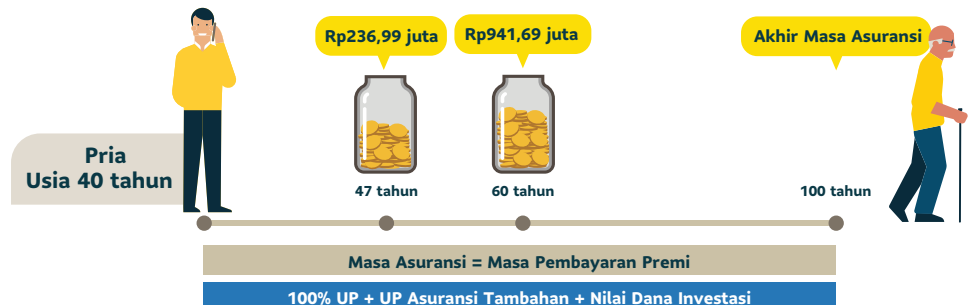 Rp236,99 juta
Rp941,69 juta
Akhir Masa Asuransi
Pria
Usia 40 tahun
47 tahun
60 tahun
100 tahun
Masa Asuransi = Masa Pembayaran Premi
100% UP + UP Asuransi Tambahan + Nilai Dana Investasi